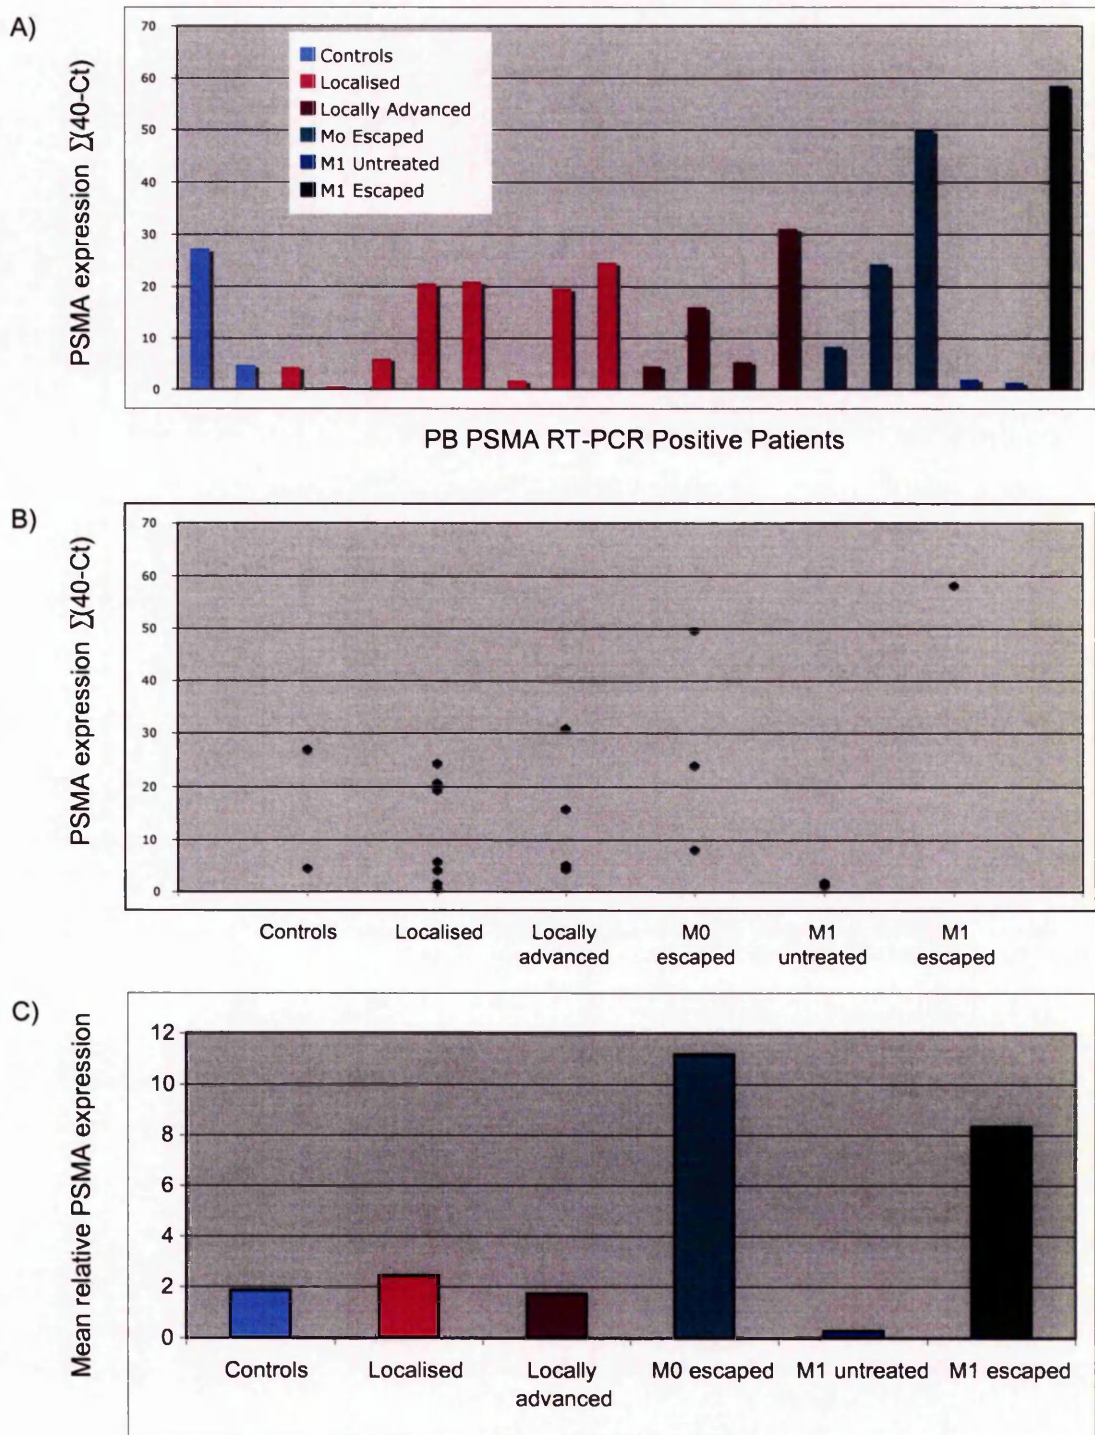 A)
PSMA expression Σ(40-Ct)
70
60
50
40
30
20
10
0
Controls
Localised
Locally Advanced
Mo Escaped
M1 Untreated
M1 Escaped
PB PSMA RT-PCR Positive Patients
B)
PSMA expression Σ(40-Ct)
70
60
50
40
30
20
10
0
Controls
Localised
Locally advanced
M0 escaped
M1 untreated
M1 escaped
C)
Mean relative PSMA expression
12
10
8
6
4
2
0
Controls
Localised
Locally advanced
M0 escaped
M1 untreated
M1 escaped